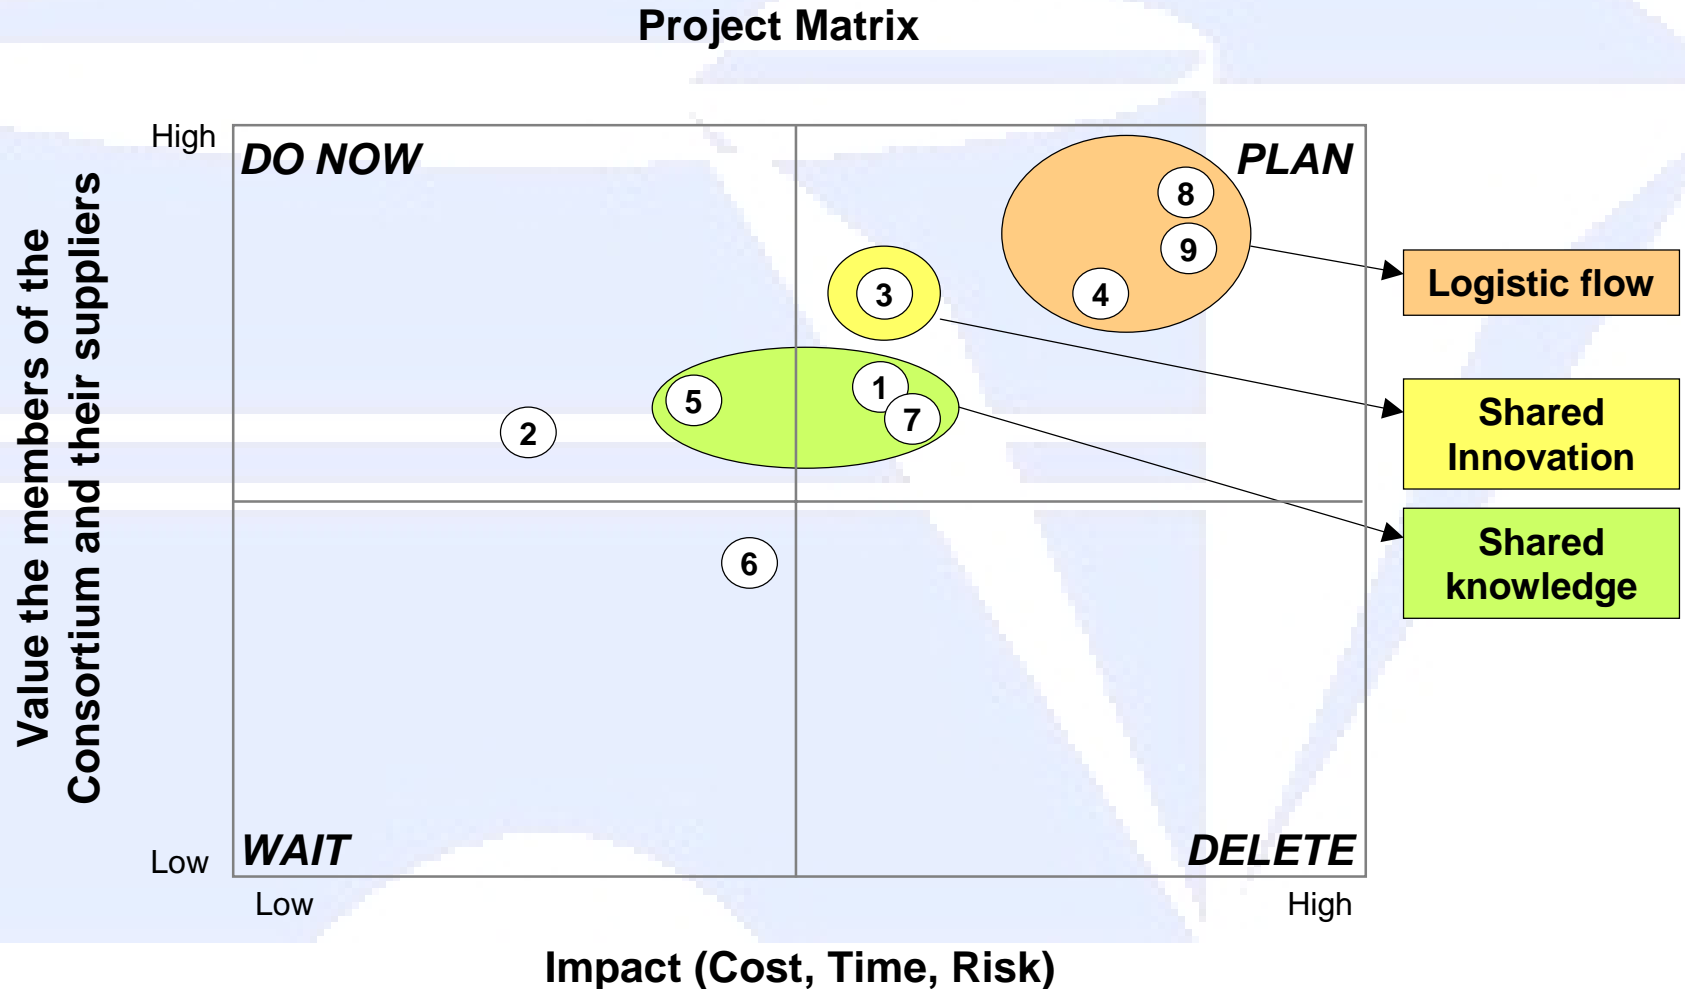 Project Matrix
High
DO NOW
PLAN
8
9
Logistic flow
3
4
Value the members of the
Consortium and their suppliers
Shared
Innovation
5
1
7
2
6
Shared
knowledge
Low
WAIT
DELETE
Low
High
Impact (Cost, Time, Risk)